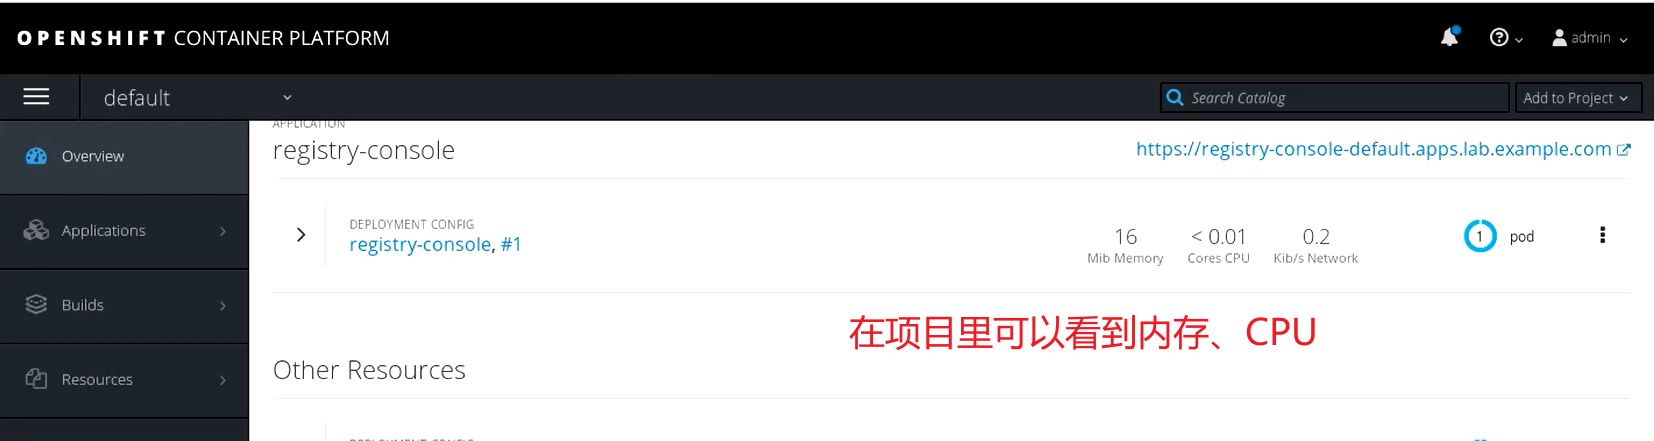 OPENSHIFT CONTAINER PLATFORM
admin
default
Search Catalog
Add to Project
Overview
Applications
Builds
Resources
APPLICATION
registry-console
https://registry-console-default.apps.lab.example.com
DEPLOYMENT CONFIG
registry-console, #1
16
Mib Memory
< 0.01
Cores CPU
0.2
Kib/s Network
1 pod
在项目里可以看到内存、CPU
Other Resources
DEPLOYMENT CONFIG